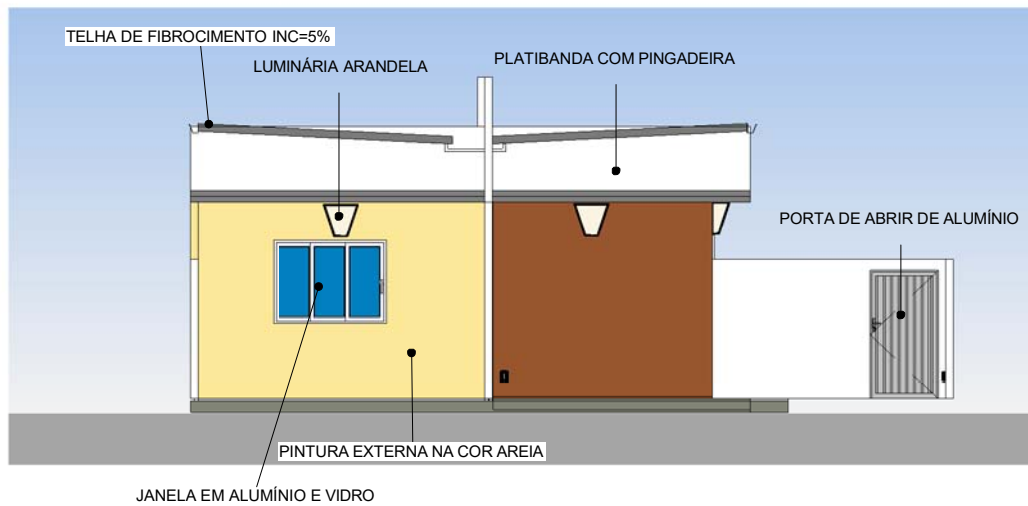 TELHA DE FIBROCIMENTO INC=5%
LUMINÁRIA ARANDELA
PLATIBANDA COM PINGADEIRA
PORTA DE ABRIR DE ALUMÍNIO
PINTURA EXTERNA NA COR AREIA
JANELA EM ALUMÍNIO E VIDRO